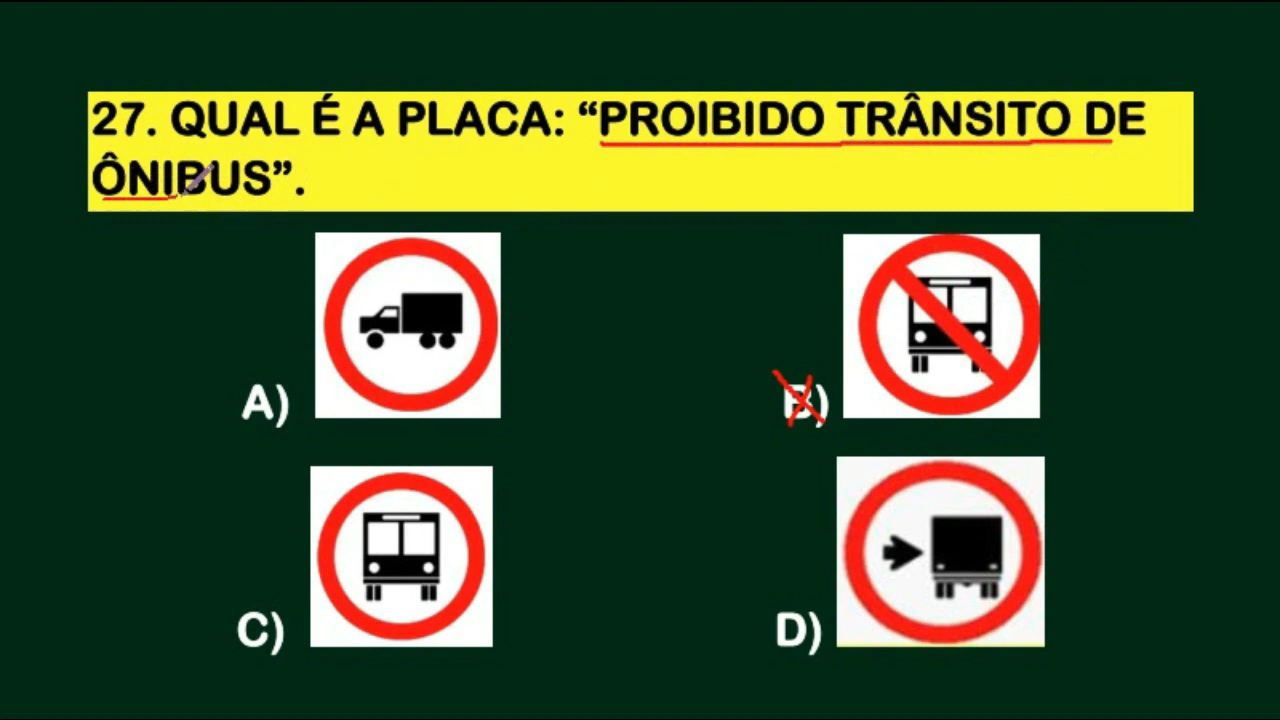 27. QUAL É A PLACA: “PROIBIDO TRÂNSITO DE
ÔNIBUS”.
A)
B)
C)
D)